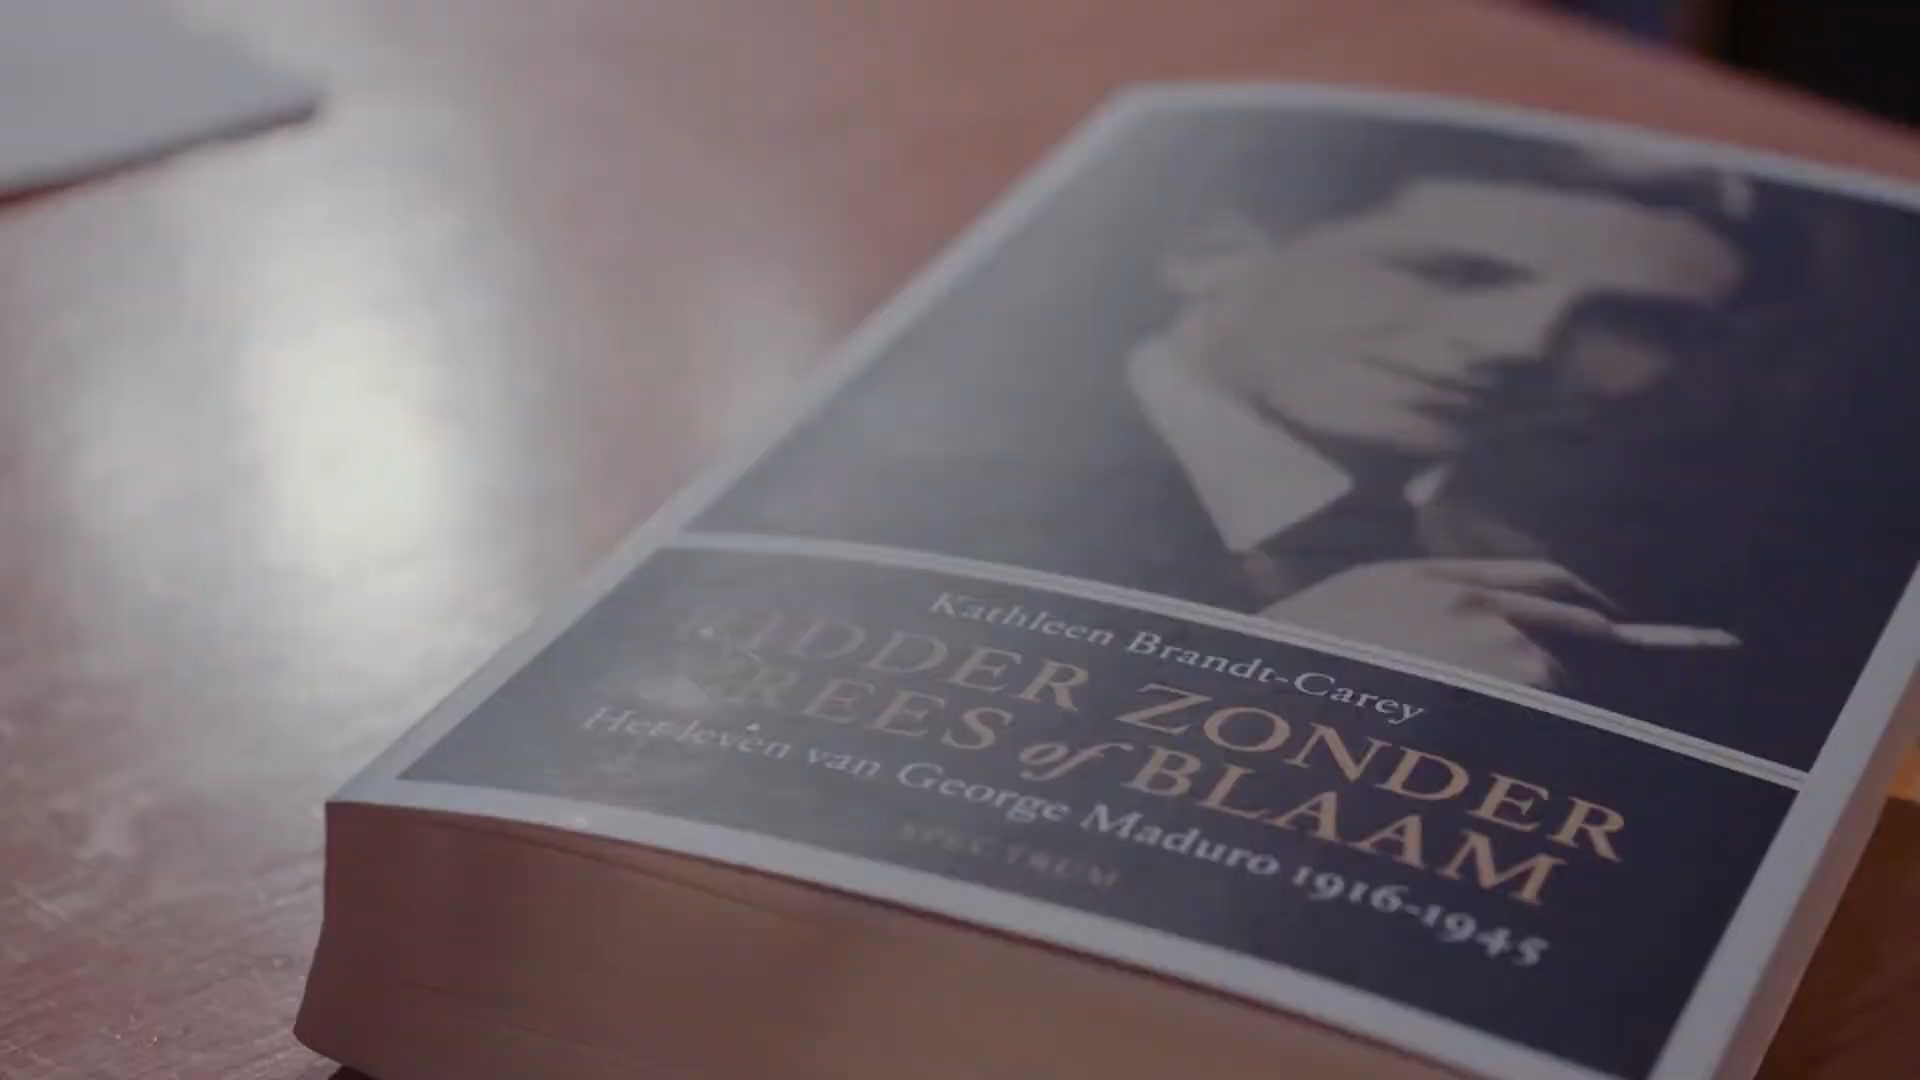 Kathleen Brandt-Carey
RIDDER ZONDER
VREES of BLAAM
Het leven van George Maduro 1916-1945
SPECTRUM